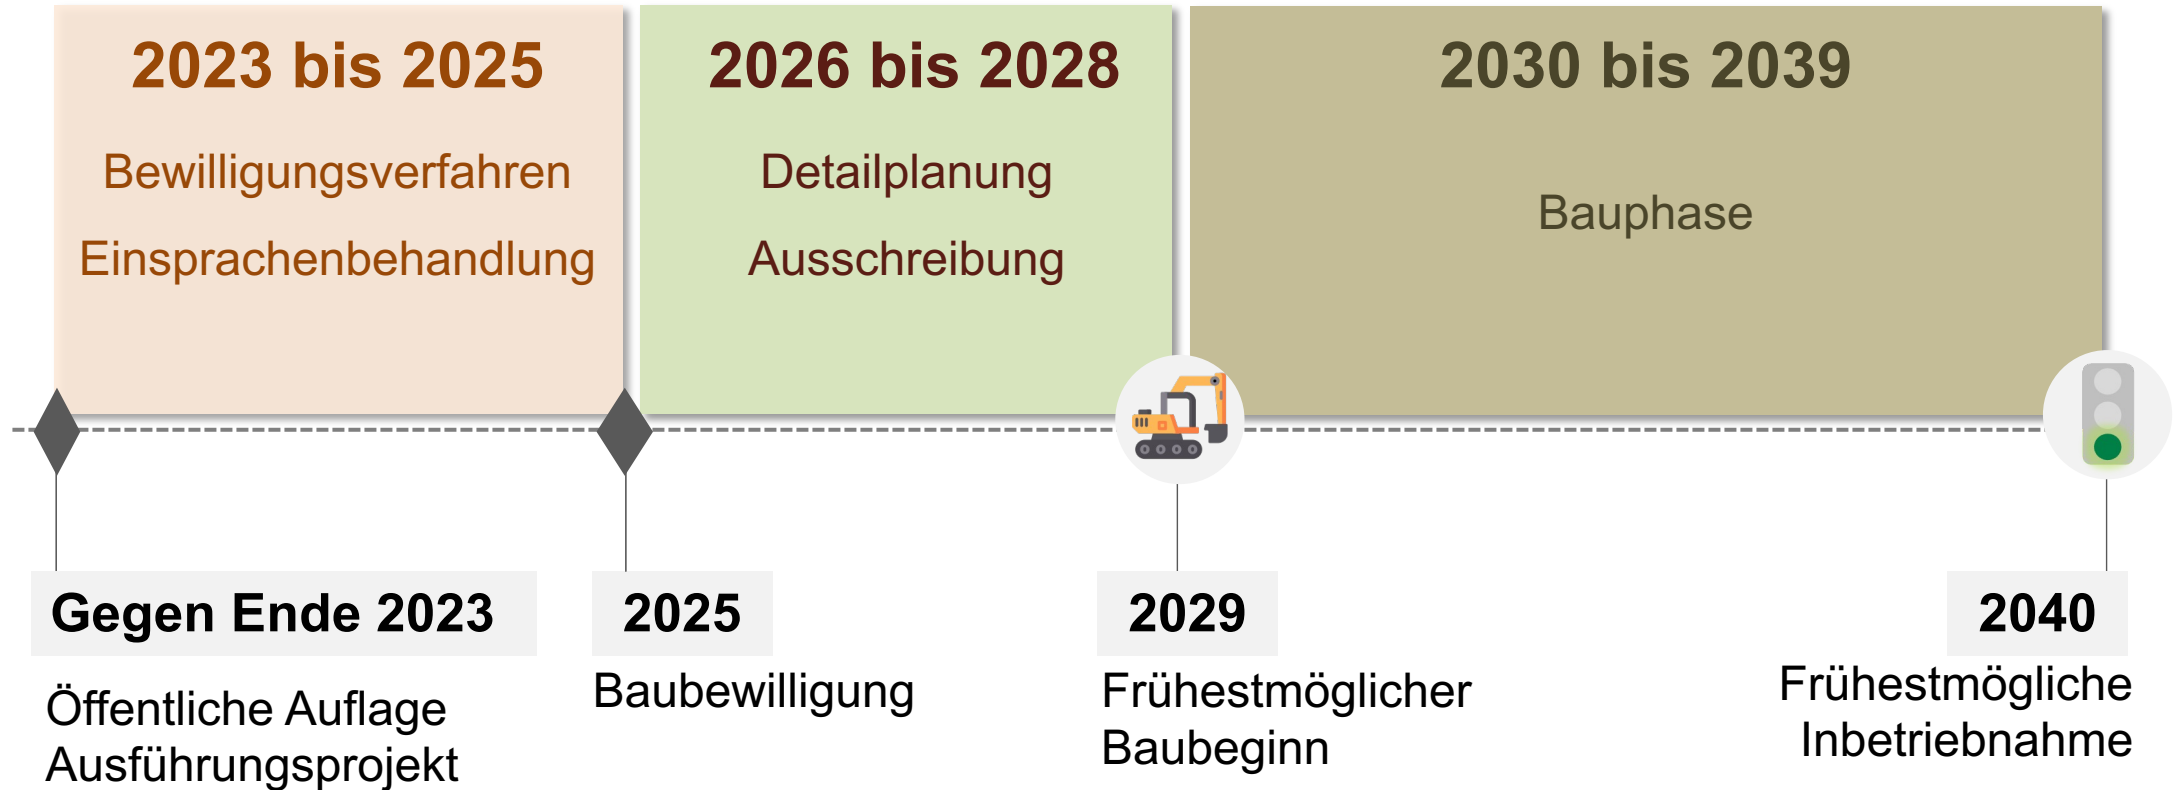 2023 bis 2025
Bewilligungsverfahren
Einsprachenbehandlung
2026 bis 2028
Detailplanung
Ausschreibung
2030 bis 2039
Bauphase
Gegen Ende 2023
Öffentliche Auflage
Ausführungsprojekt
2025
Baubewilligung
2029
Frühestmöglicher
Baubeginn
2040
Frühestmögliche
Inbetriebnahme